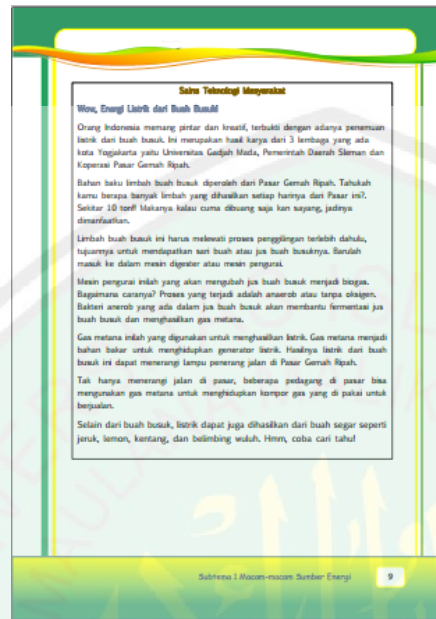 Sains Teknologi Masyarakat
Wow, Energi Listrik dari Buah Busuk!
Orang Indonesia memang pintar dan kreatif, terbukti dengan adanya penemuan
listrik dari buah busuk. Ini merupakan hasil karya dari 3 lembaga yang ada
kota Yogjakarta yaitu Universitas Gadjah Mada, Pemerintah Daerah Sleman dan
Koperasi Pasar Gemah Ripah.
Bahan baku limbah buah busuk diperoleh dari Pasar Gemah Ripah. Tahukah
kamu berapa banyak limbah yang dihasilkan setiap harinya dari Pasar ini?.
Sekitar 10 ton!! Makanya kalau cuma dibuang saja kan sayang, jadinya
dimanfaatkan.
Limbah buah busuk ini harus melewati proses penggilingan terlebih dahulu,
tujuannya untuk mendapatkan sari buah atau jus buah busuknya. Barulah
masuk ke dalam mesin digester atau mesin pengurai.
Mesin pengurai inilah yang akan mengubah jus buah busuk menjadi biogas.
Bagaimana caranya? Proses yang terjadi adalah anaerob atau tanpa oksigen.
Bakteri anerob yang ada dalam jus buah busuk akan membantu fermentasi jus
buah busuk dan menghasilkan gas metana.
Gas metana inilah yang digunakan untuk menghasilkan listrik. Gas metana menjadi
bahan bakar untuk menghidupkan generator listrik. Hasilnya listrik dari buah
busuk ini dapat menerangi lampu penerang jalan di Pasar Gemah Ripah.
Tak hanya menerangi jalan di pasar, beberapa pedagang di pasar bisa
mengunakan gas metana untuk menghidupkan kompor gas yang di pakai untuk
berjualan.
Selain dari buah busuk, listrik dapat juga dihasilkan dari buah segar seperti
jeruk, lemon, kentang, dan belimbing wuluh. Hmm, coba cari tahu!
Subtema 1 Macam-macam Sumber Energi
9